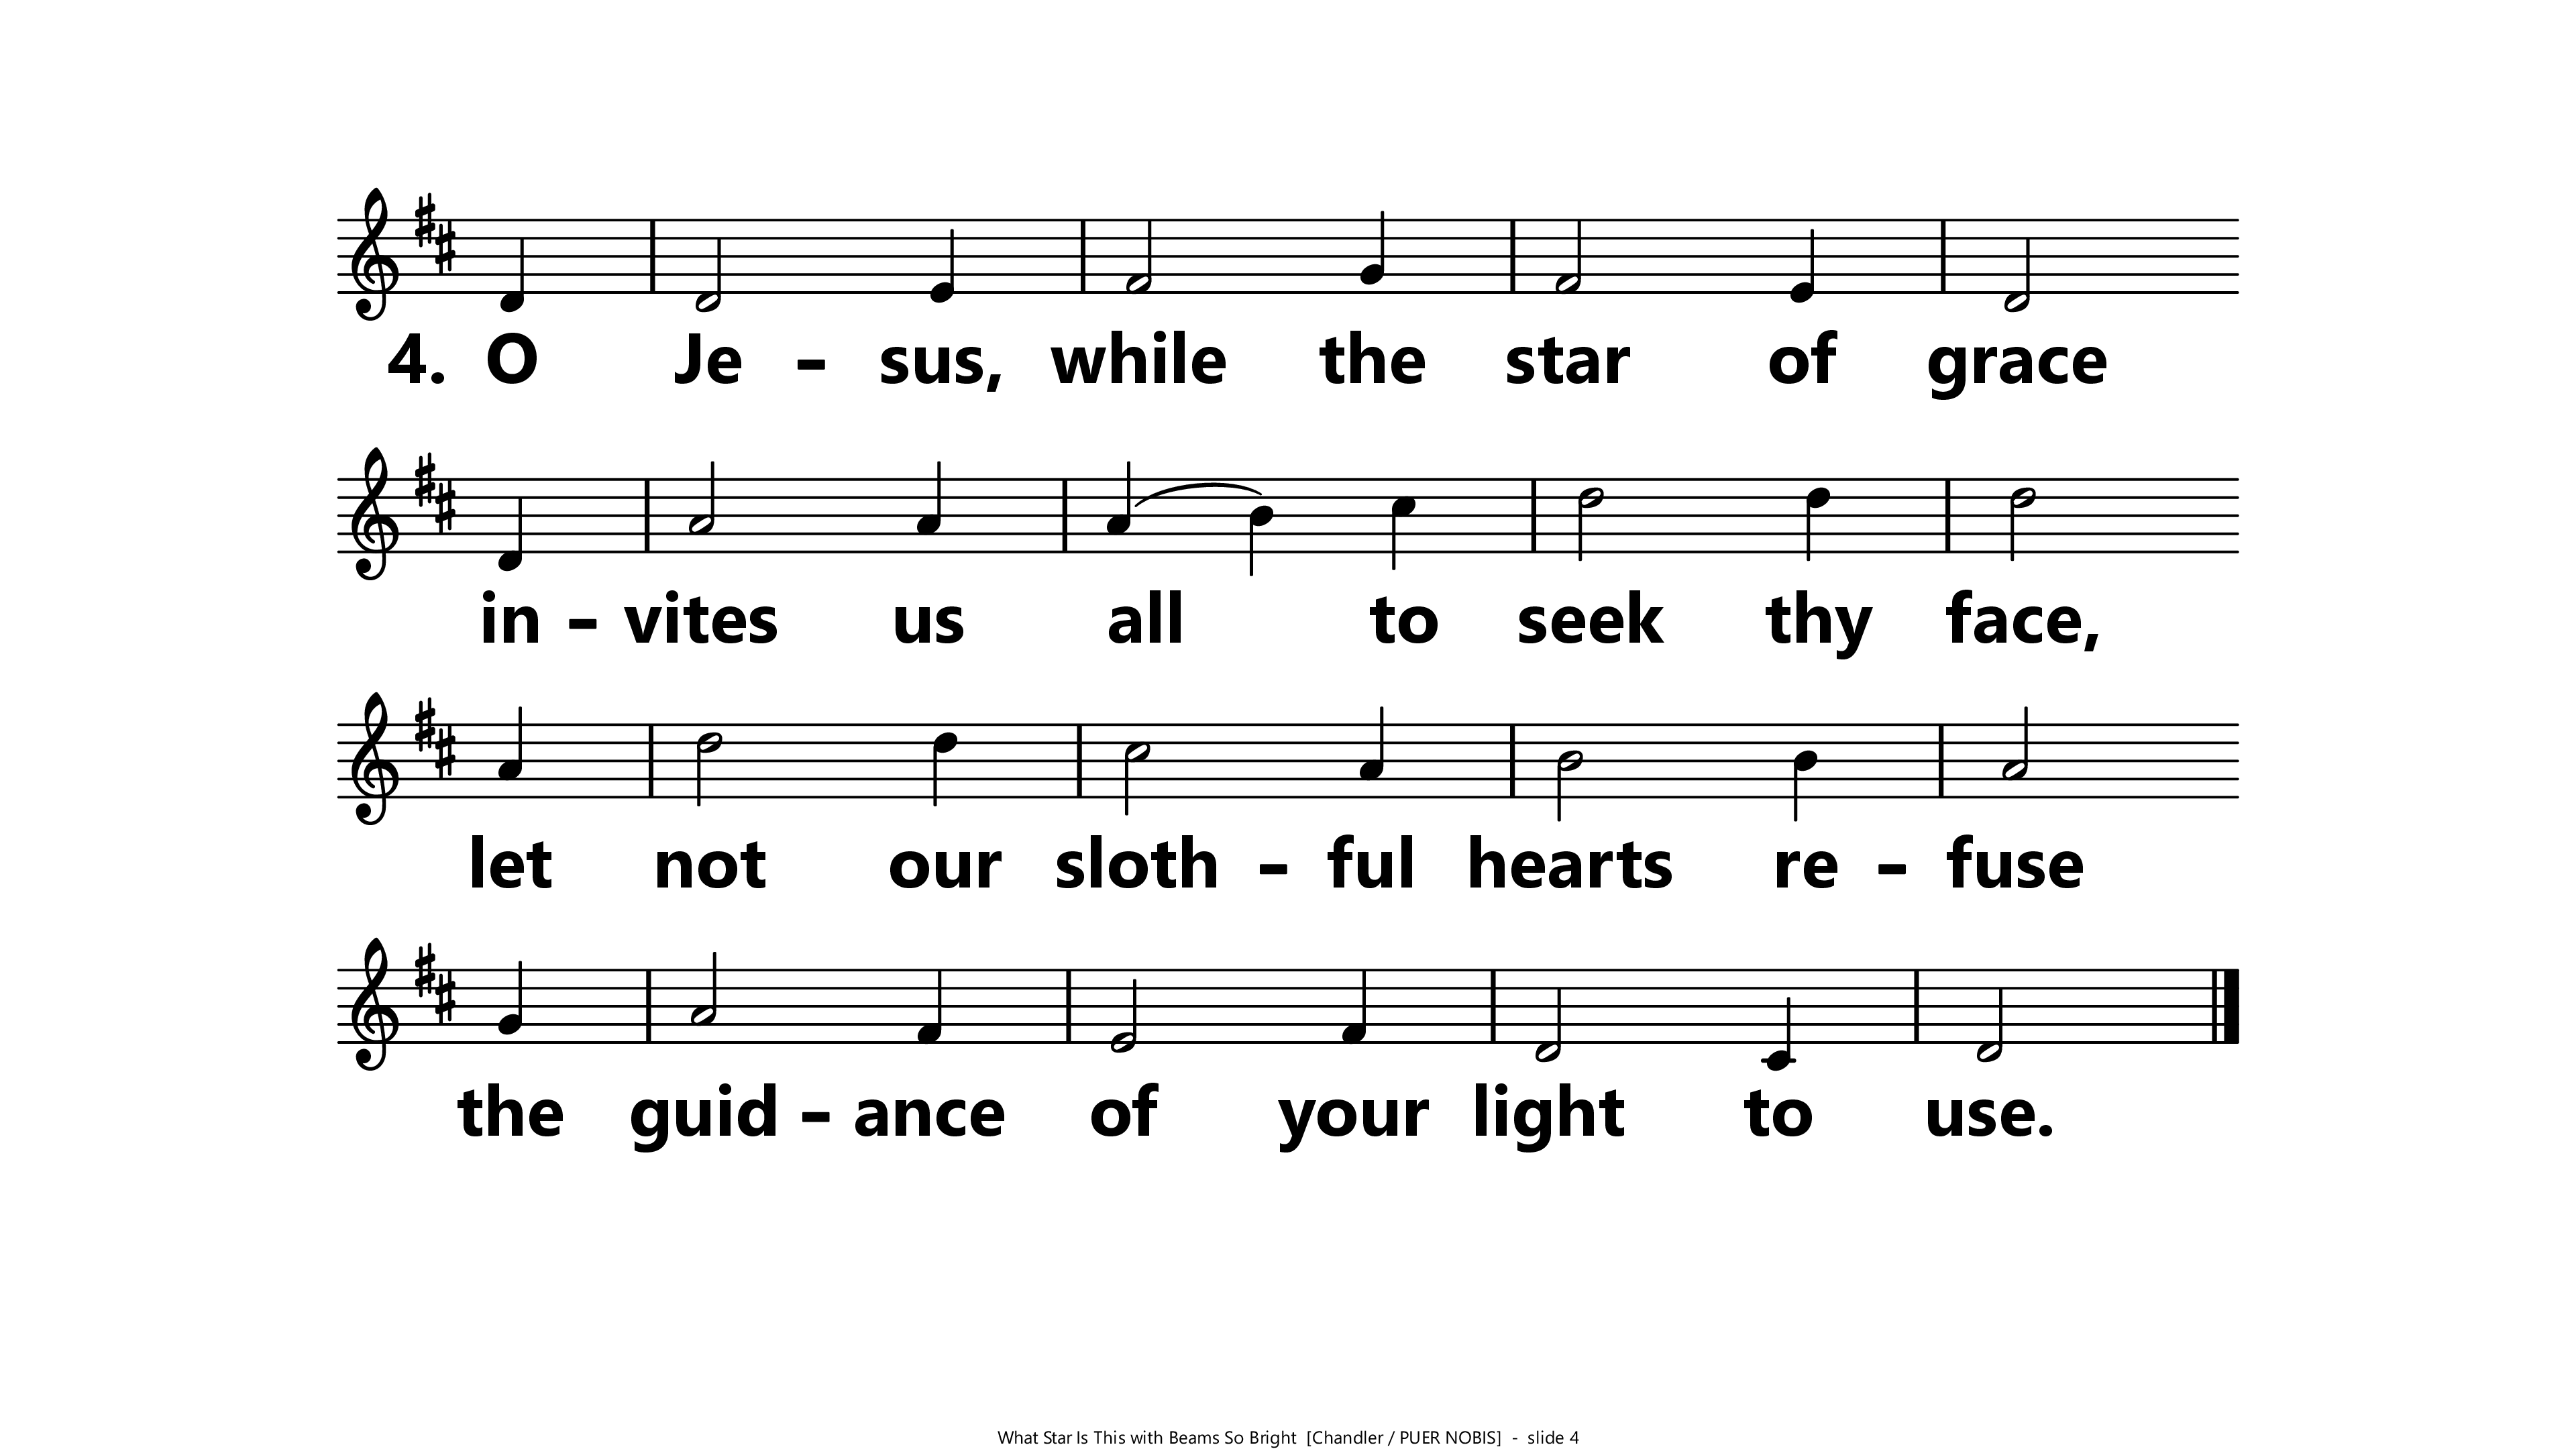 4. O Je - sus, while the star of grace
in - vites us all to seek thy face,
let not our sloth - ful hearts re - fuse
the guid - ance of your light to use.
What Star Is This with Beams So Bright [Chandler / PUER NOBIS] - slide 4